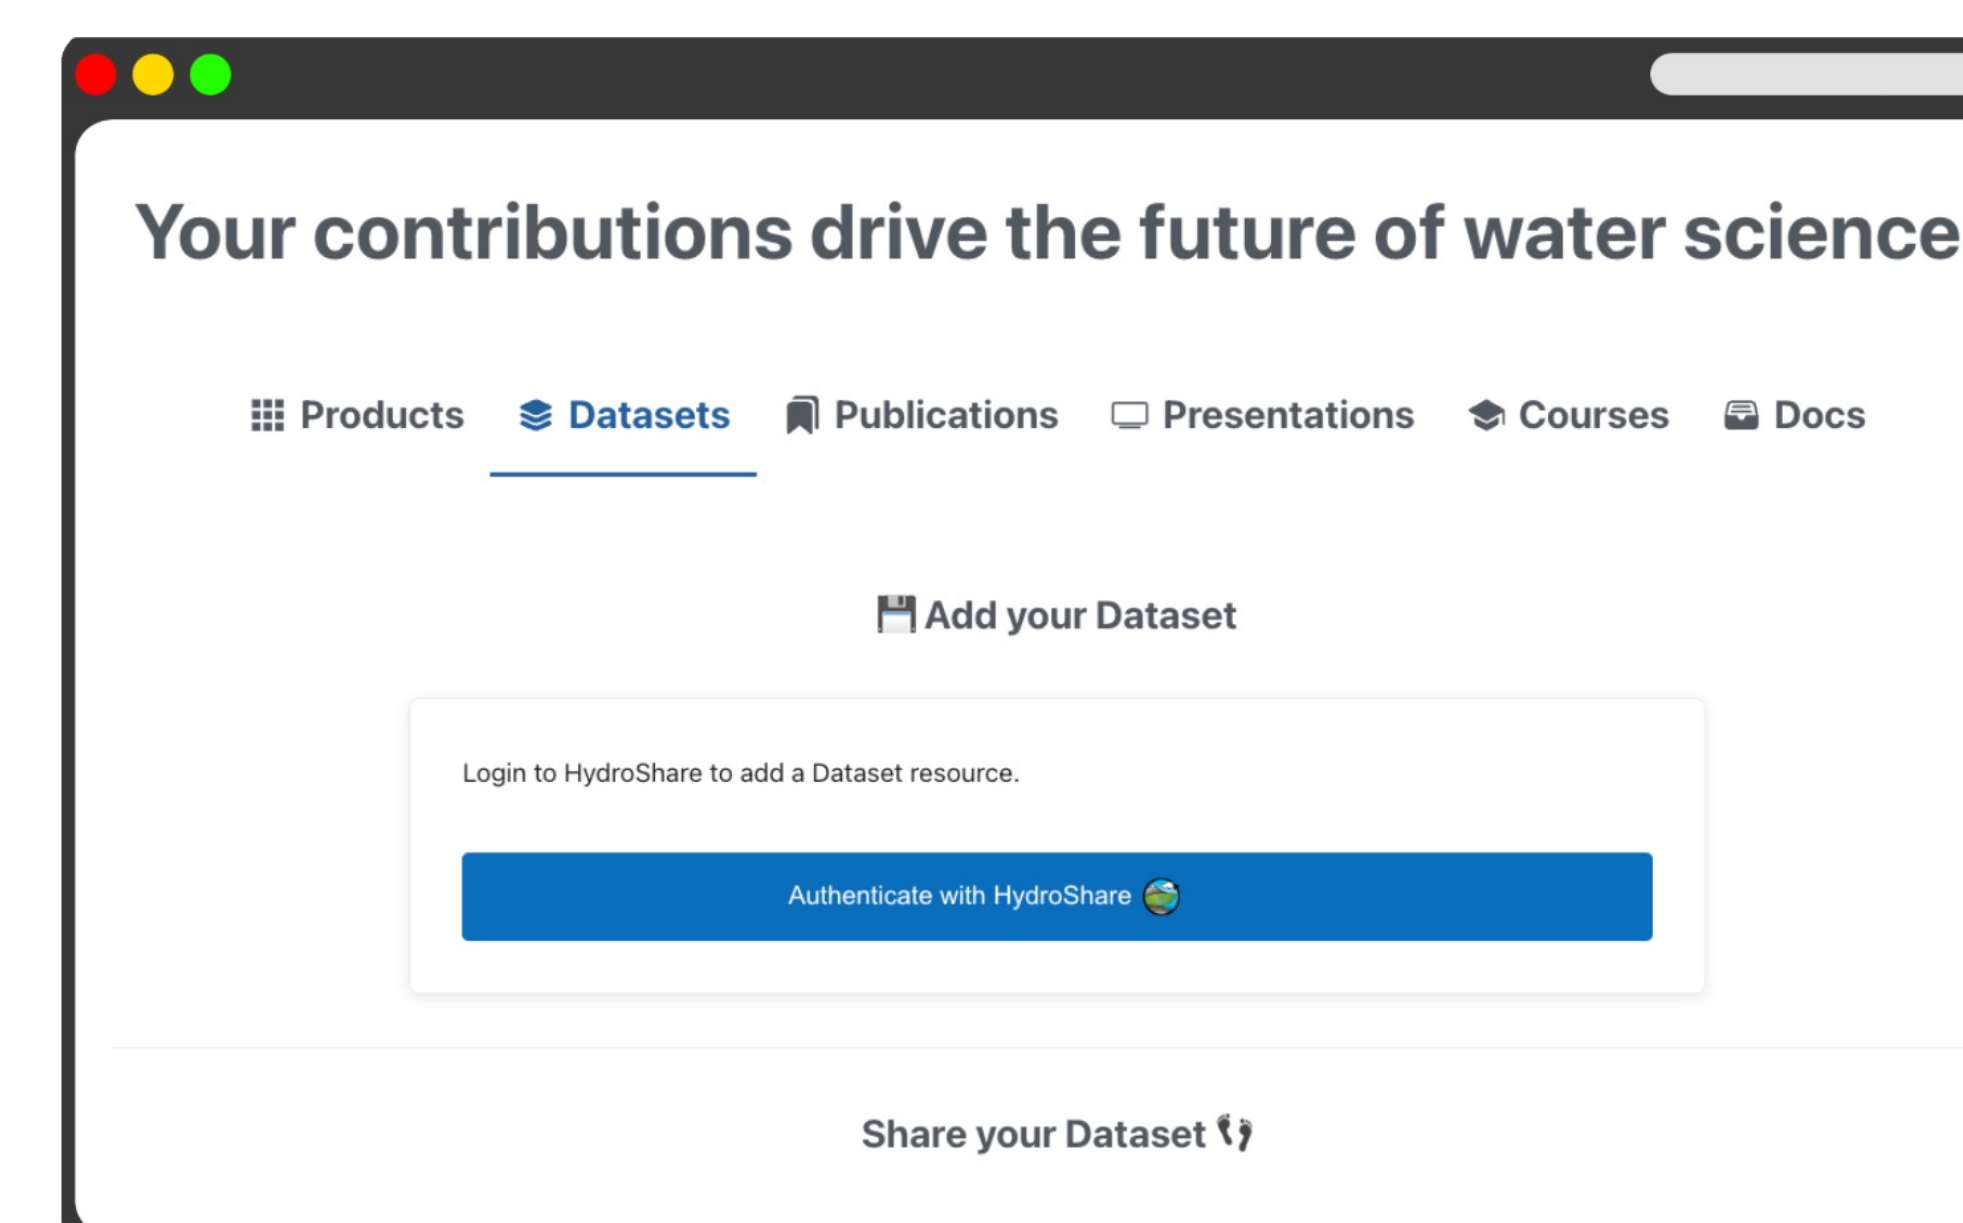 Your contributions drive the future of water science
Products Datasets Publications Presentations Courses Docs
Add your Dataset
Login to HydroShare to add a Dataset resource.
Authenticate with HydroShare
Share your Dataset